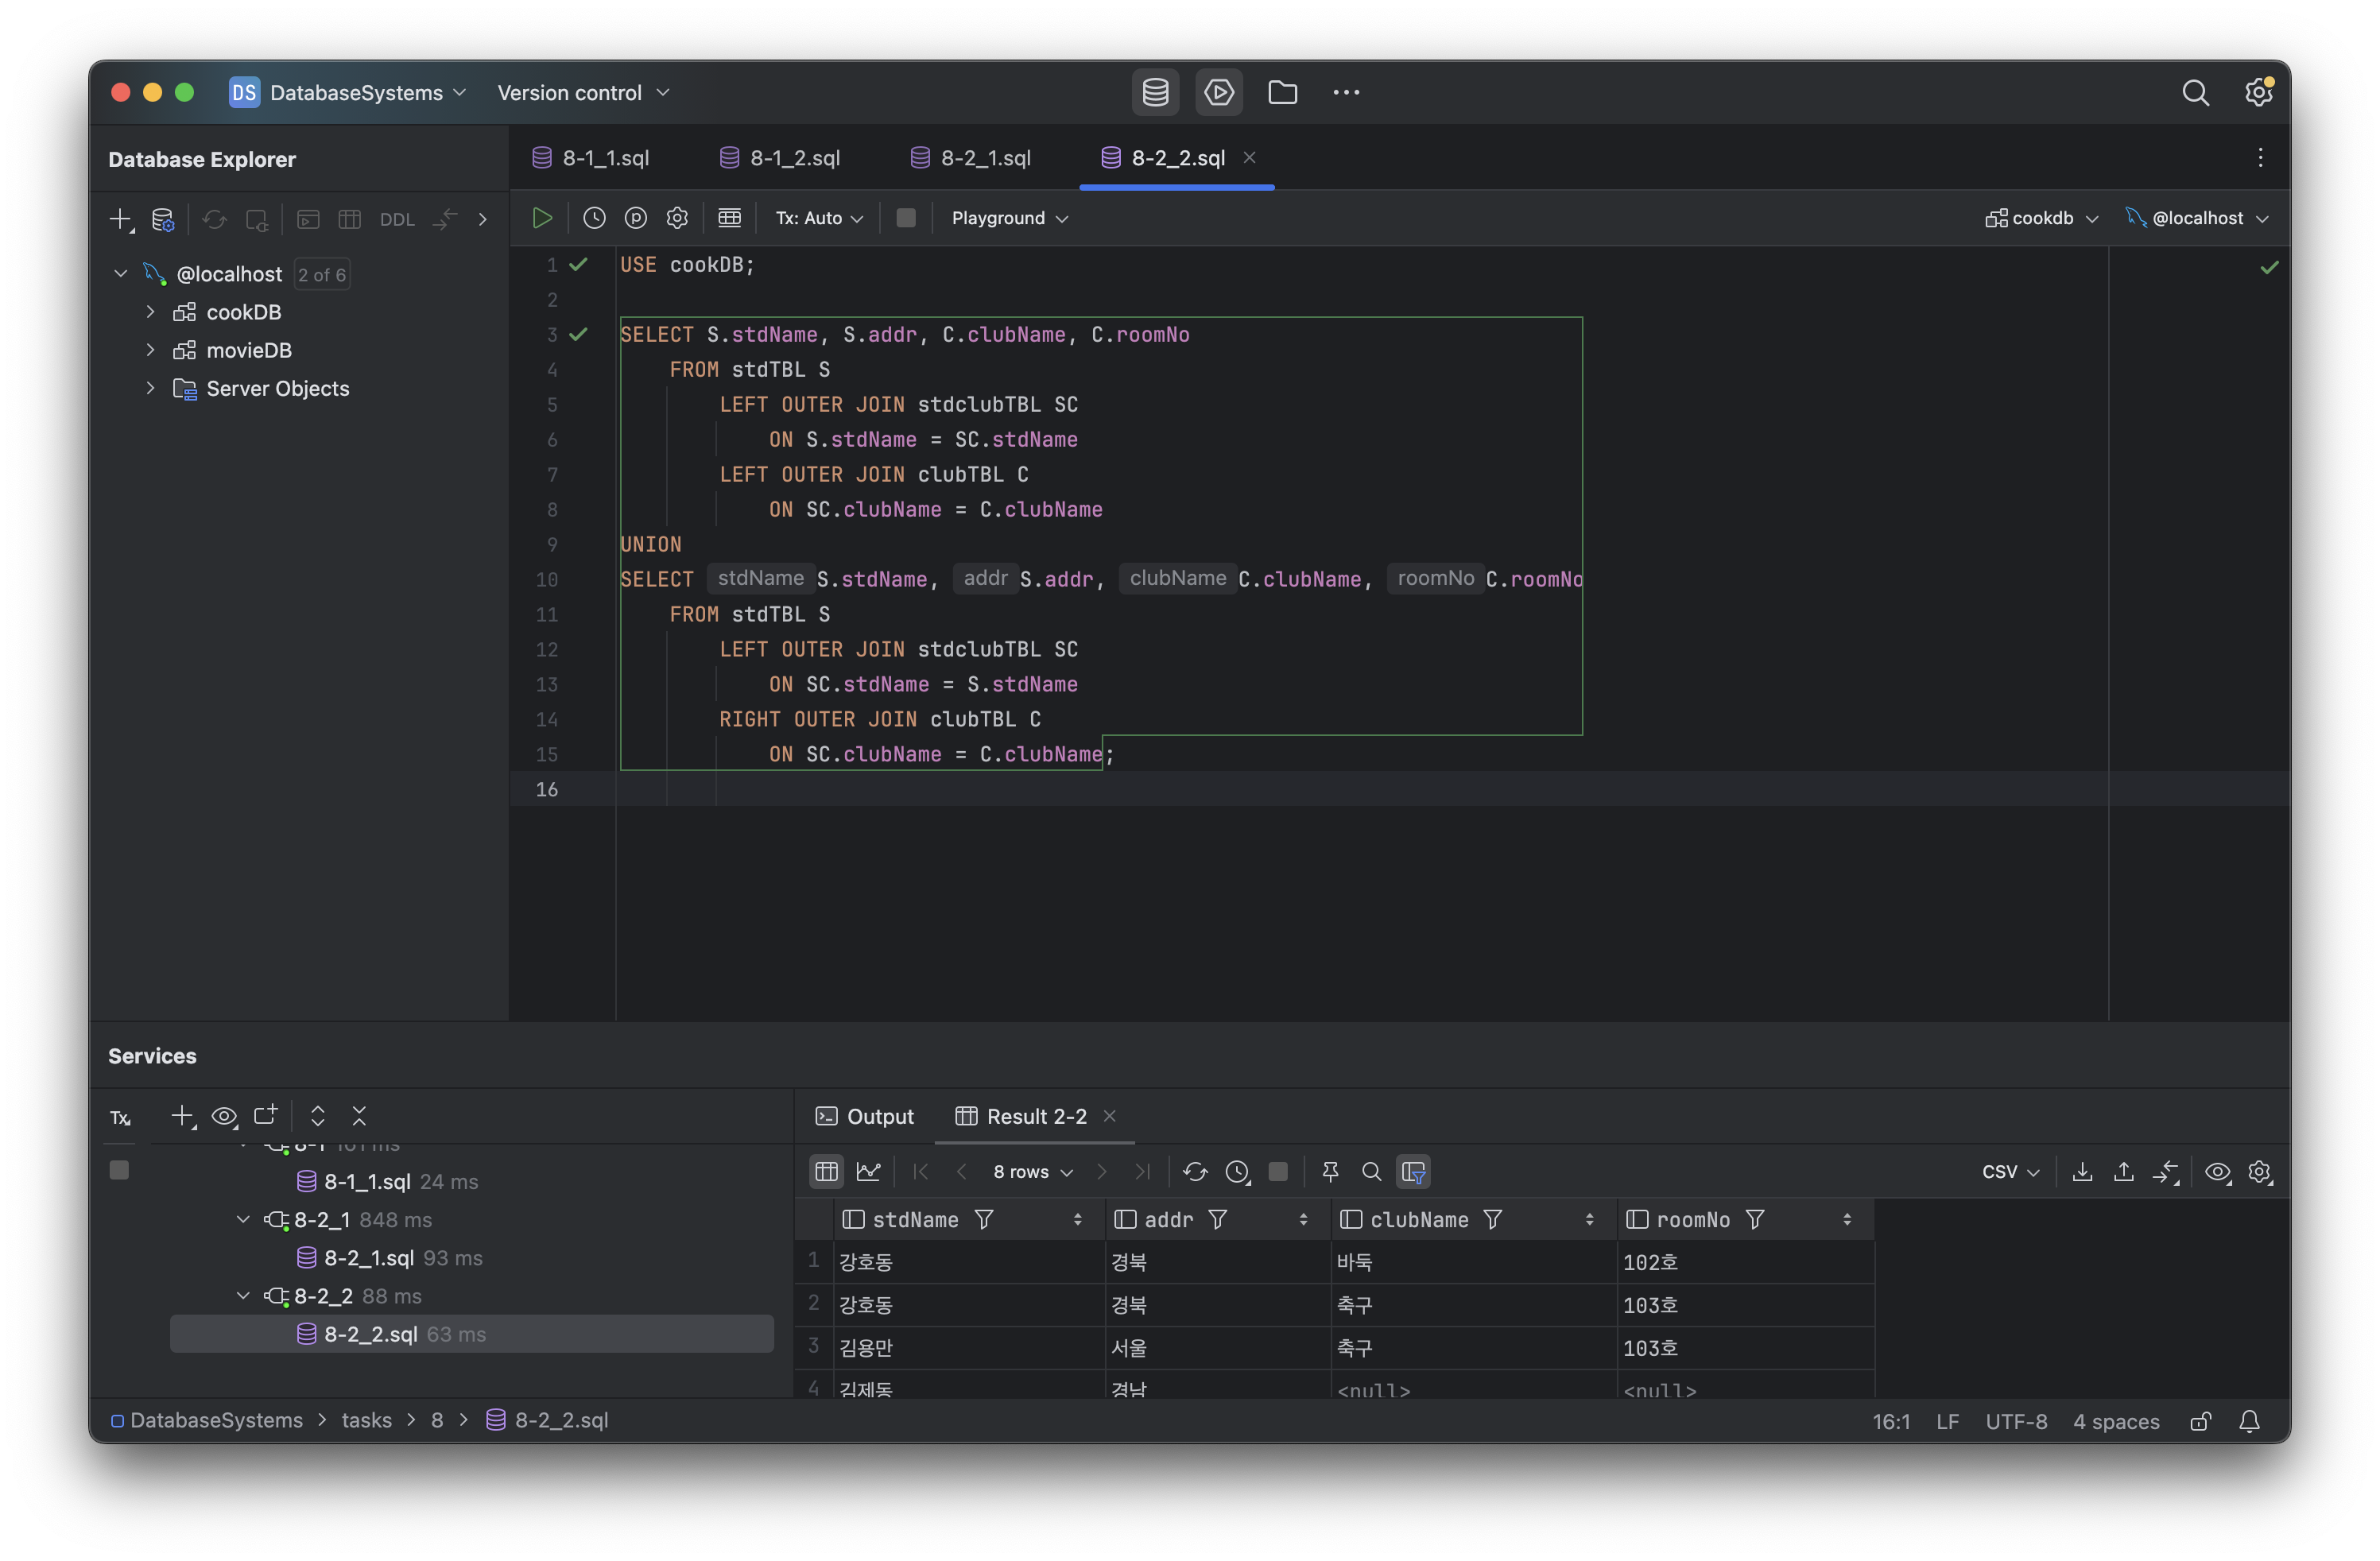 DS DatabaseSystems Version control
Database Explorer
8-1_1.sql 8-1_2.sql 8-2_1.sql 8-2_2.sql
DDL
Tx: Auto Playground cookdb @localhost
@localhost 2 of 6
cookDB
movieDB
Server Objects
1 USE cookDB;
2
3 SELECT S.stdName, S.addr, C.clubName, C.roomNo
4 FROM stdTBL S
5 LEFT OUTER JOIN stdclubTBL SC
6 ON S.stdName = SC.stdName
7 LEFT OUTER JOIN clubTBL C
8 ON SC.clubName = C.clubName
9 UNION
10 SELECT stdName S.stdName, addr S.addr, clubName C.clubName, roomNo C.roomNo
11 FROM stdTBL S
12 LEFT OUTER JOIN stdclubTBL SC
13 ON SC.stdName = S.stdName
14 RIGHT OUTER JOIN clubTBL C
15 ON SC.clubName = C.clubName;
16
Services
Tx
8-1 161 ms
8-1_1.sql 24 ms
8-2_1 848 ms
8-2_1.sql 93 ms
8-2_2 88 ms
8-2_2.sql 63 ms
Output Result 2-2
8 rows CSV
stdName addr clubName roomNo
1 강호동 경북 바둑 102호
2 강호동 경북 축구 103호
3 김용만 서울 축구 103호
4 김제동 경남 <null> <null>
DatabaseSystems > tasks > 8 > 8-2_2.sql
16:1 LF UTF-8 4 spaces